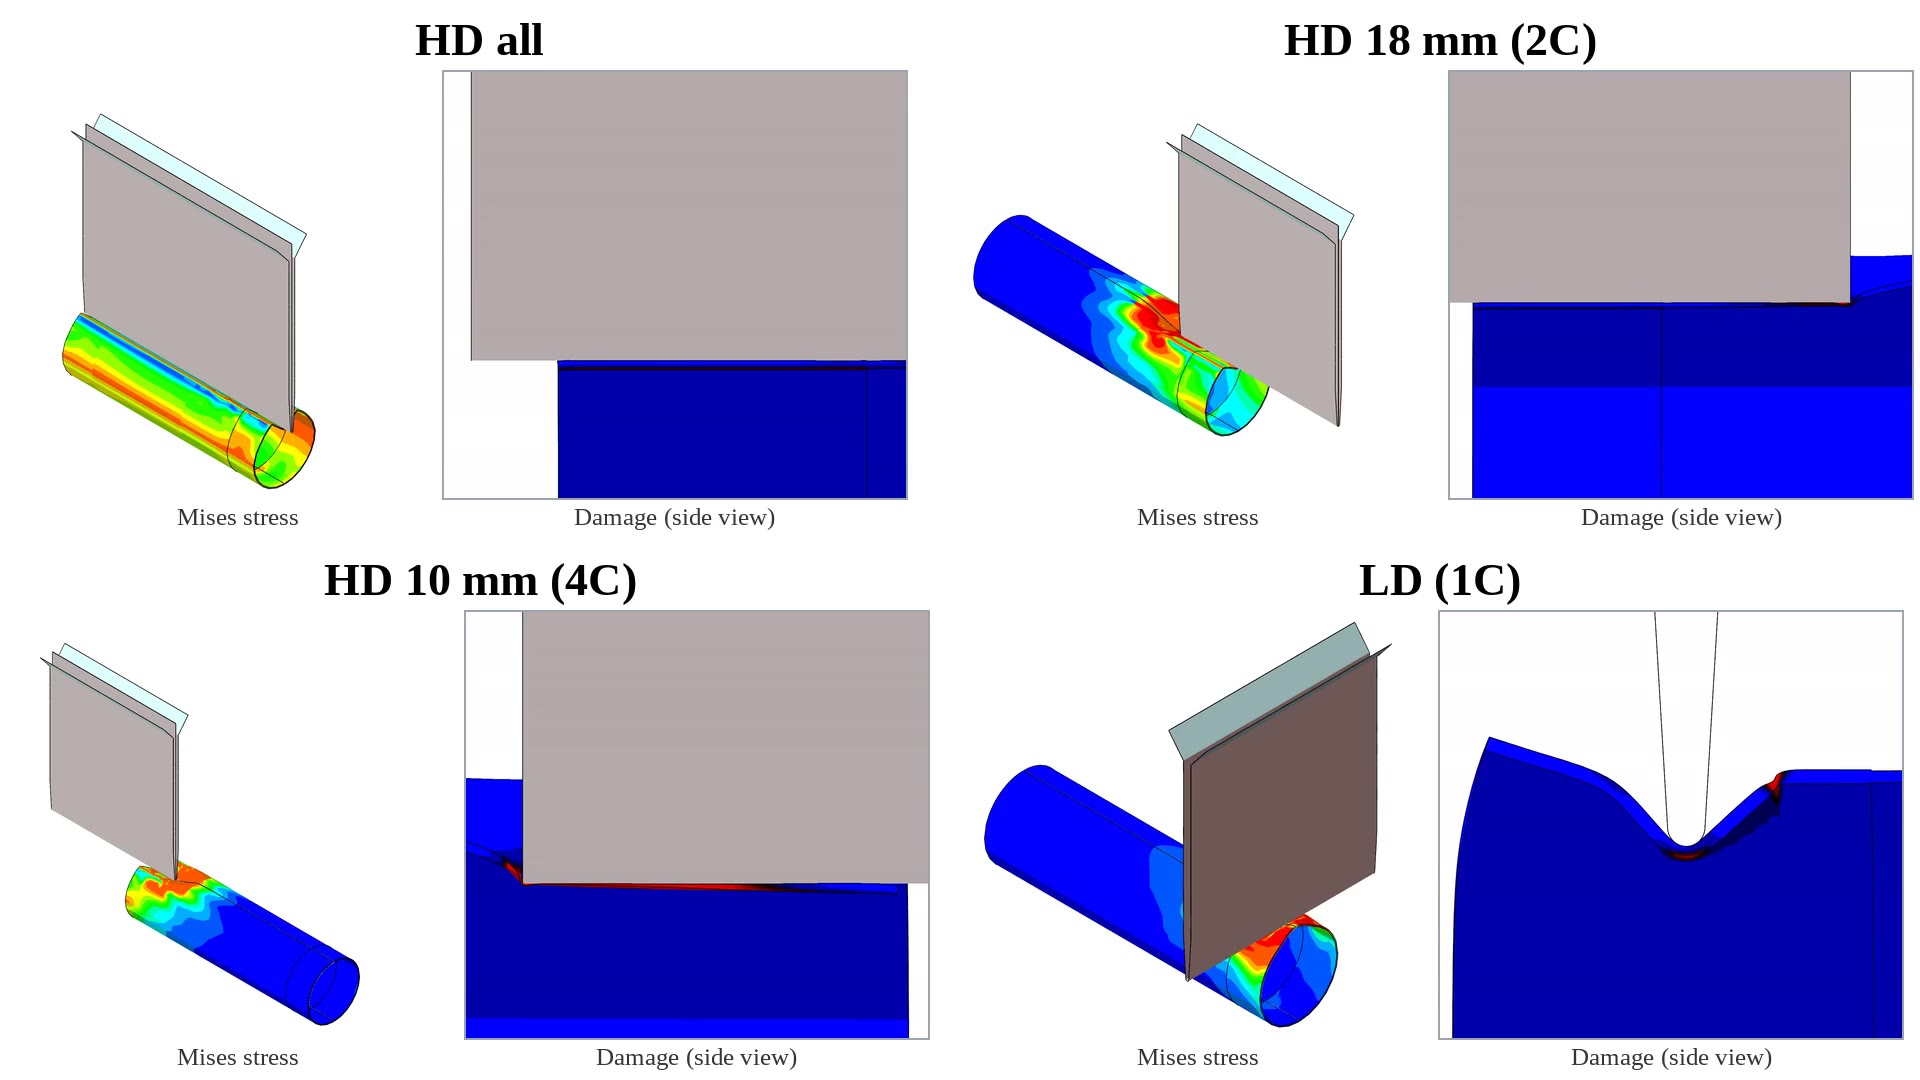 HD all
HD 18 mm (2C)
Mises stress
Damage (side view)
Mises stress
Damage (side view)
HD 10 mm (4C)
LD (1C)
Mises stress
Damage (side view)
Mises stress
Damage (side view)